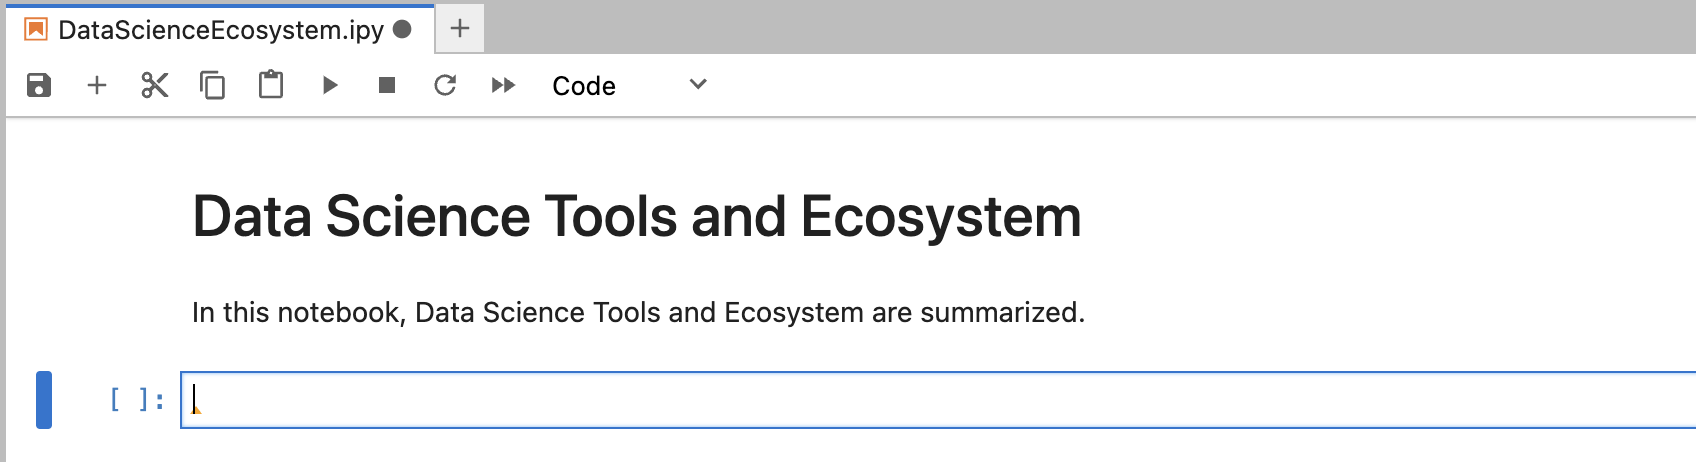 DataScienceEcosystem.ipy
Code
Data Science Tools and Ecosystem
In this notebook, Data Science Tools and Ecosystem are summarized.
[ ]: